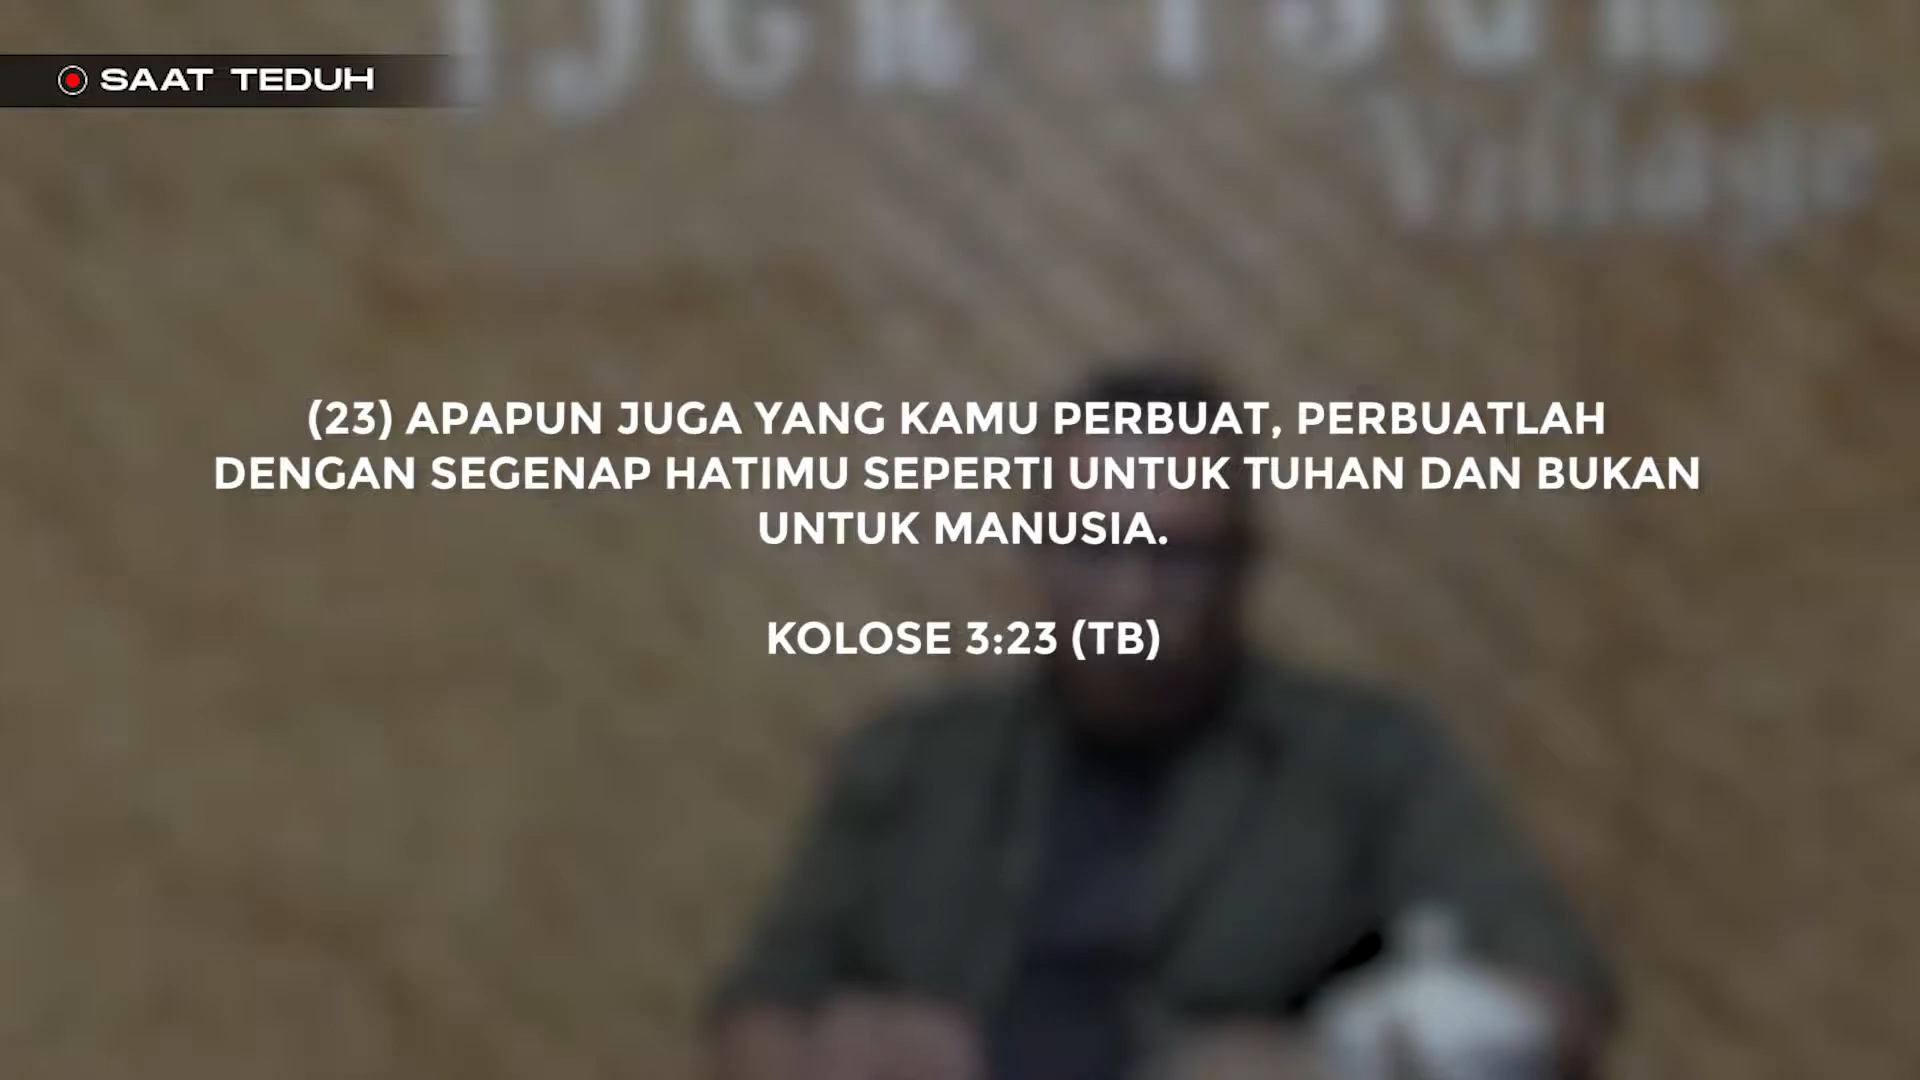 SAAT TEDUH
Village
(23) APAPUN JUGA YANG KAMU PERBUAT, PERBUATLAH
DENGAN SEGENAP HATIMU SEPERTI UNTUK TUHAN DAN BUKAN
UNTUK MANUSIA.
KOLOSE 3:23 (TB)